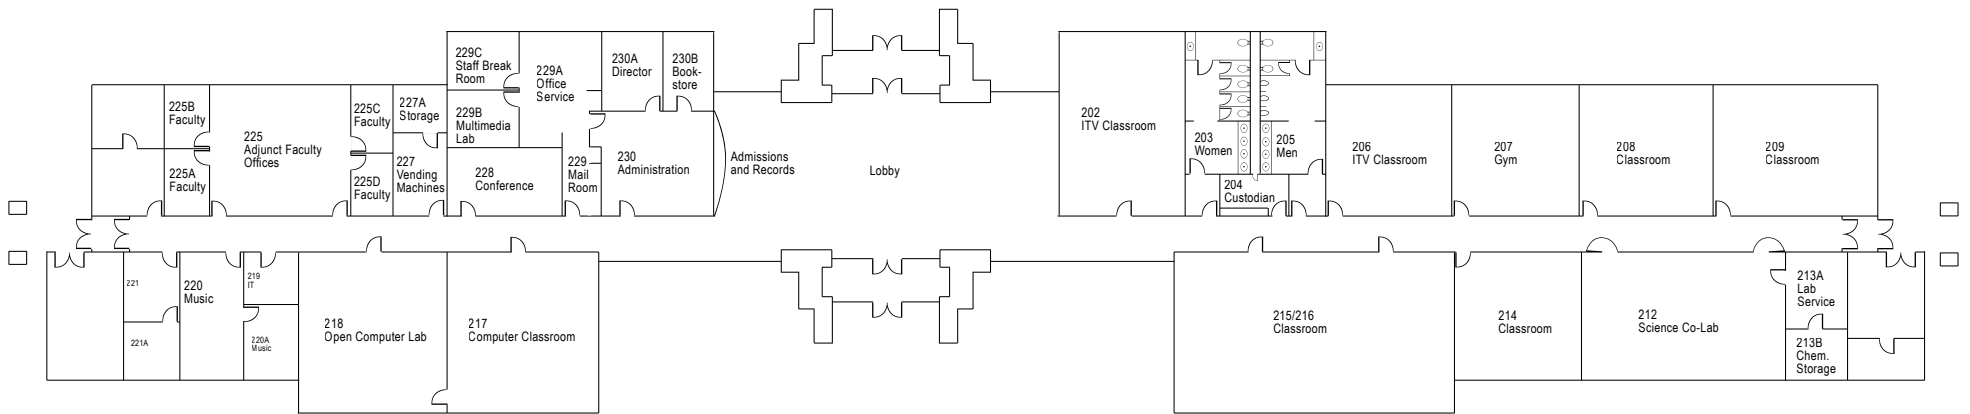 229C
Staff Break
Room
229A
Office
Service
230A
Director
230B
Book-
store
225B
Faculty
225C
Faculty
227A
Storage
229B
Multimedia
Lab
225
Adjunct Faculty
Offices
225A
Faculty
225D
Faculty
227
Vending
Machines
228
Conference
229
Mail
Room
230
Administration
Admissions
and Records
Lobby
202
ITV Classroom
203
Women
205
Men
204
Custodian
206
ITV Classroom
207
Gym
208
Classroom
209
Classroom
221
220
Music
219
IT
221A
220A
Music
218
Open Computer Lab
217
Computer Classroom
215/216
Classroom
214
Classroom
212
Science Co-Lab
213A
Lab
Service
213B
Chem.
Storage